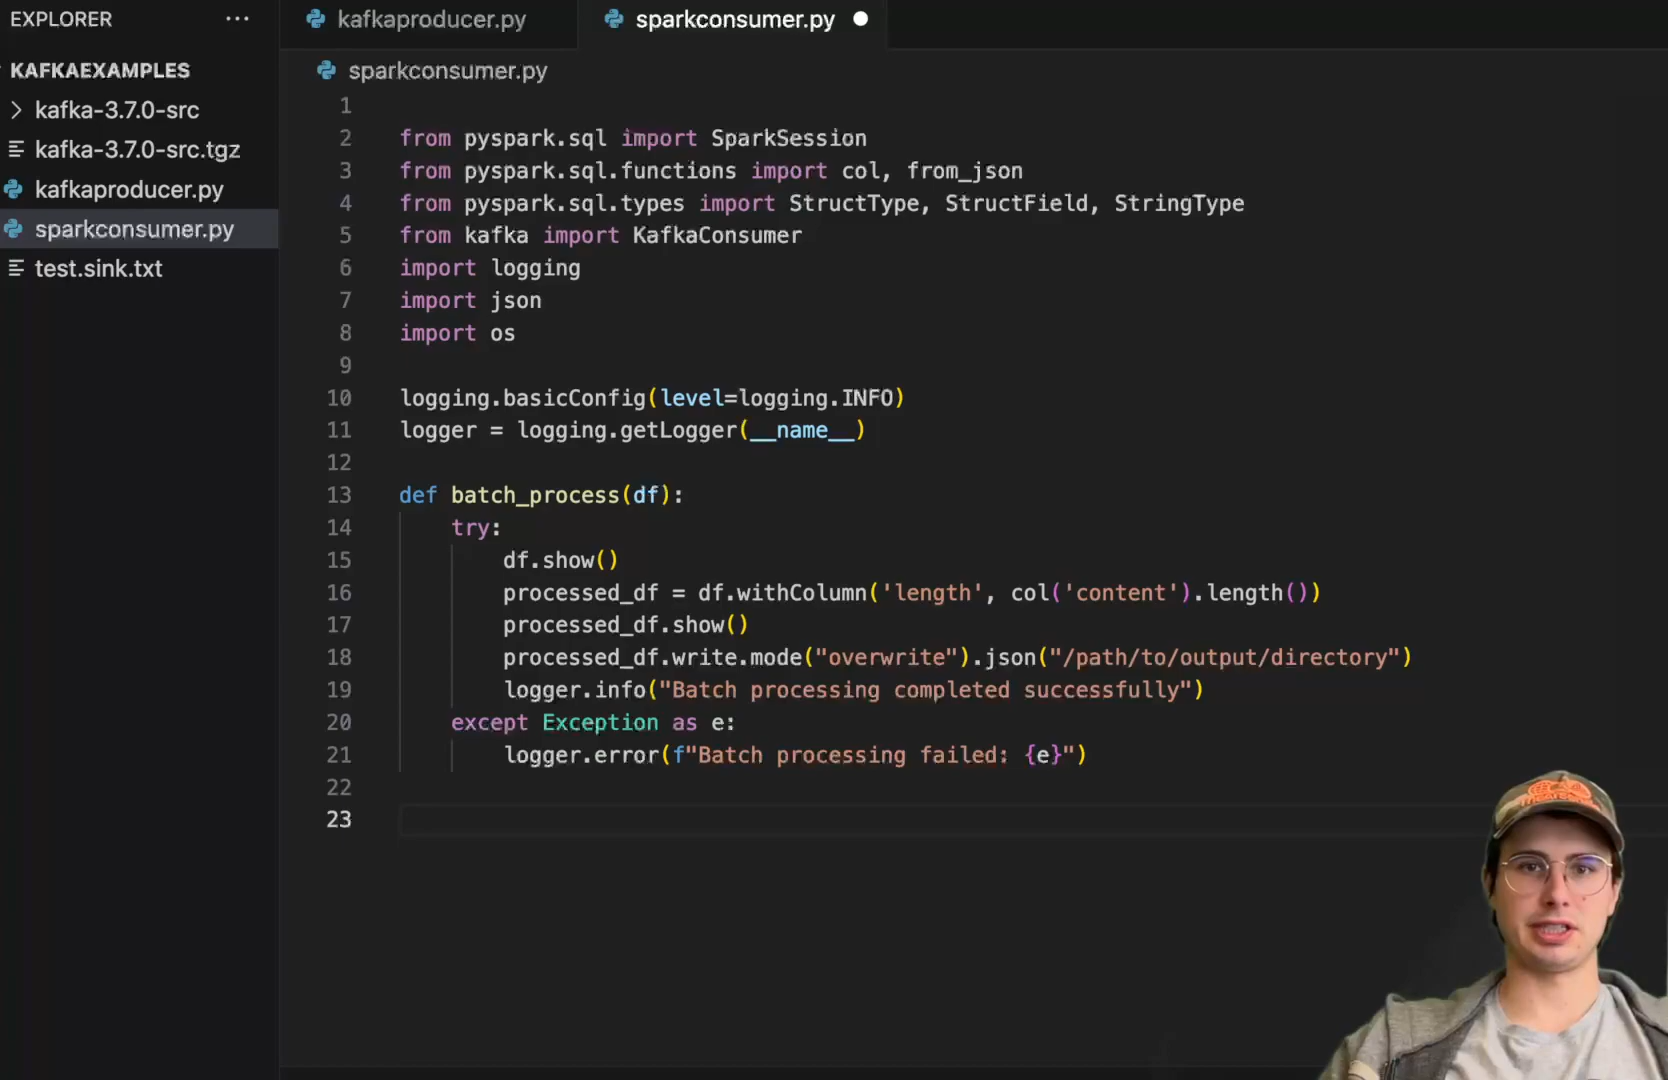 EXPLORER
···
kafkaproducer.py
sparkconsumer.py
KAFKAEXAMPLES
kafka-3.7.0-src
kafka-3.7.0-src.tgz
kafkaproducer.py
sparkconsumer.py
test.sink.txt
sparkconsumer.py
1
2 from pyspark.sql import SparkSession
3 from pyspark.sql.functions import col, from_json
4 from pyspark.sql.types import StructType, StructField, StringType
5 from kafka import KafkaConsumer
6 import logging
7 import json
8 import os
9
10 logging.basicConfig(level=logging.INFO)
11 logger = logging.getLogger(__name__)
12
13 def batch_process(df):
14 try:
15 df.show()
16 processed_df = df.withColumn('length', col('content').length())
17 processed_df.show()
18 processed_df.write.mode("overwrite").json("/path/to/output/directory")
19 logger.info("Batch processing completed successfully")
20 except Exception as e:
21 logger.error(f"Batch processing failed: {e}")
22
23